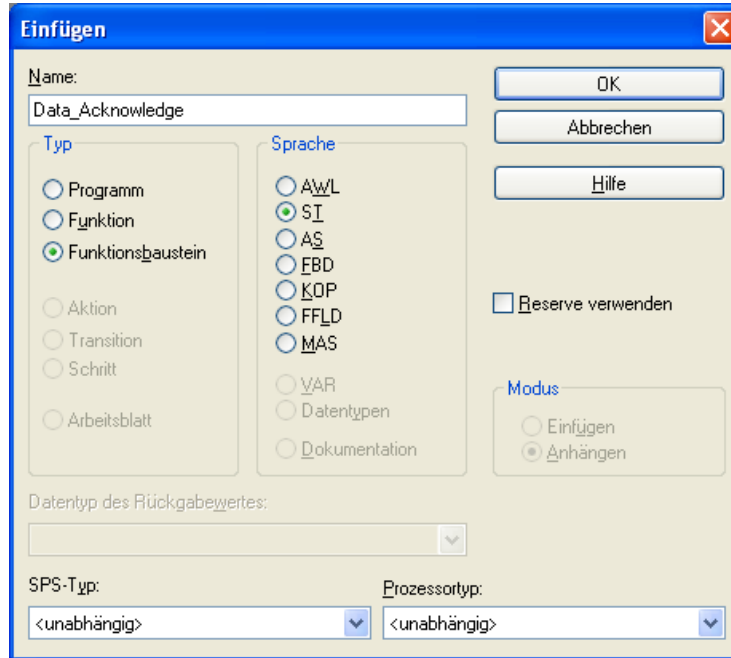 Einfügen
Name:
Data_Acknowledge
OK
Abbrechen
Hilfe
Typ
Programm
Funktion
Funktionsbaustein
Aktion
Transition
Schritt
Arbeitsblatt
Sprache
AWL
ST
AS
FBD
KOP
FFLD
MAS
VAR
Datentypen
Dokumentation
Reserve verwenden
Modus
Einfügen
Anhängen
Datentyp des Rückgabewertes:
SPS-Typ:
<unabhängig>
Prozessortyp:
<unabhängig>